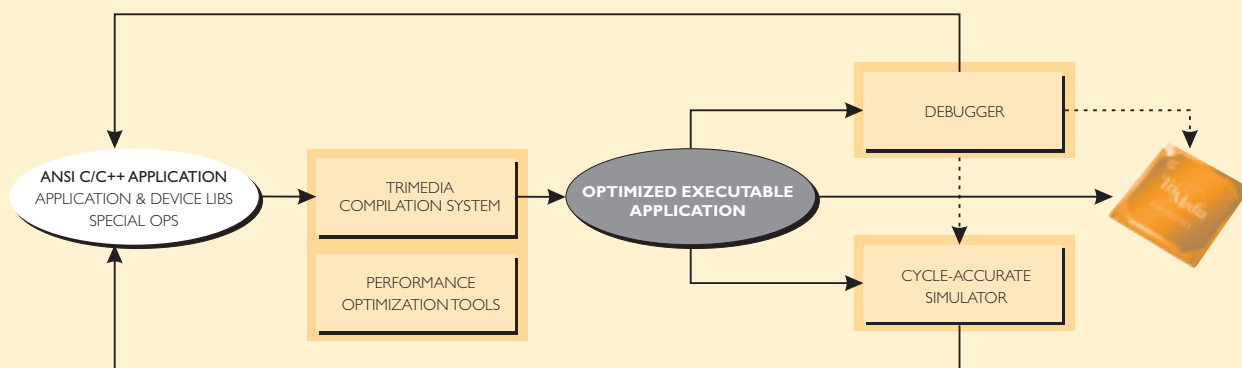 ANSI C/C++ APPLICATION
APPLICATION & DEVICE LIBS
SPECIAL OPS
TRIMEDIA
COMPILATION SYSTEM
PERFORMANCE
OPTIMIZATION TOOLS
OPTIMIZED EXECUTABLE
APPLICATION
DEBUGGER
CYCLE-ACCURATE
SIMULATOR
TriMedia